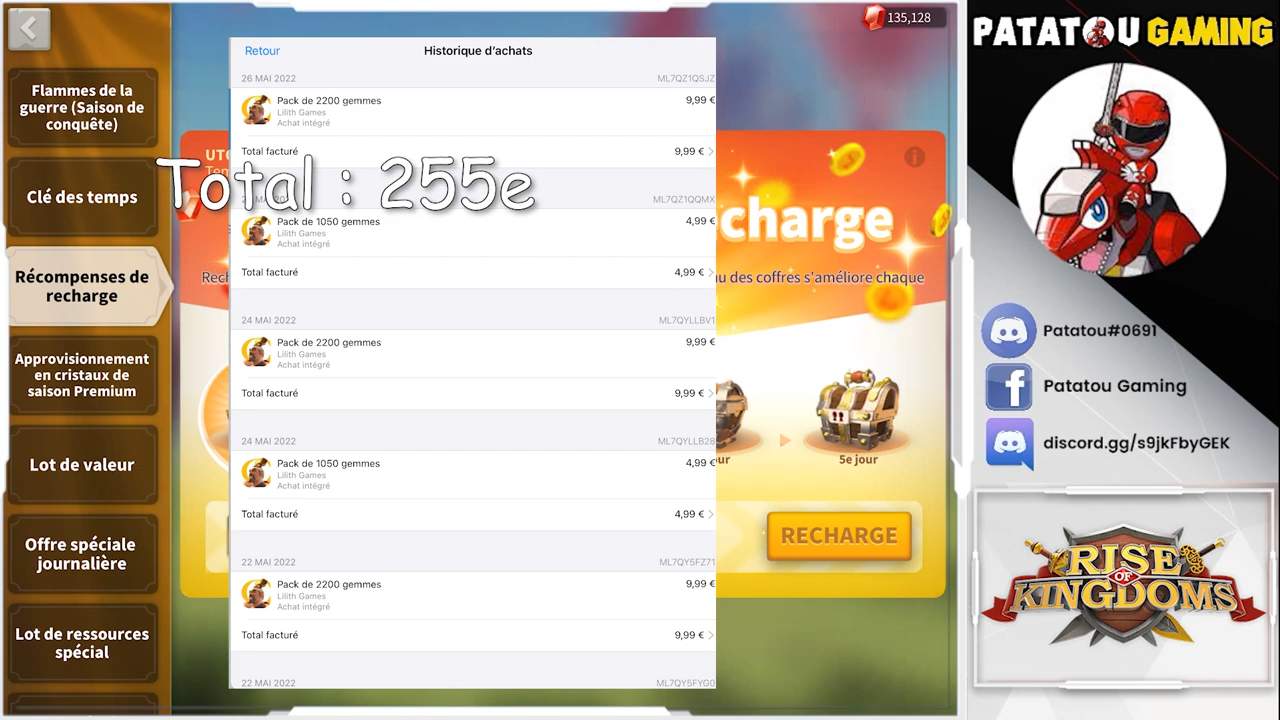 135,128
Flammes de la
guerre (Saison de
conquête)
Clé des temps
Récompenses de
recharge
Approvisionnement
en cristaux de
saison Premium
Lot de valeur
Offre spéciale
journalière
Lot de ressources
spécial
Retour
Historique d'achats
26 MAI 2022
ML7QZ1QSJZ
Pack de 2200 gemmes
9,99 €
Lilith Games
Achat intégré
Total facturé
9,99 €
Total : 255e
ML7QZ1QQMX
Pack de 1050 gemmes
4,99 €
Lilith Games
Achat intégré
Total facturé
4,99 €
24 MAI 2022
ML7QYLLBV1
Pack de 2200 gemmes
9,99 €
Lilith Games
Achat intégré
Total facturé
9,99 €
24 MAI 2022
ML7QYLLB28
Pack de 1050 gemmes
4,99 €
Lilith Games
Achat intégré
Total facturé
4,99 €
22 MAI 2022
ML7QY5FZ71
Pack de 2200 gemmes
9,99 €
Lilith Games
Achat intégré
Total facturé
9,99 €
22 MAI 2022
ML7QY5FYG0
charge
des coffres s'améliore chaque
5e jour
RECHARGE
PATATOU GAMING
Patatou#0691
Patatou Gaming
discord.gg/s9jkFbyGEK
RISE
OF
KINGDOMS